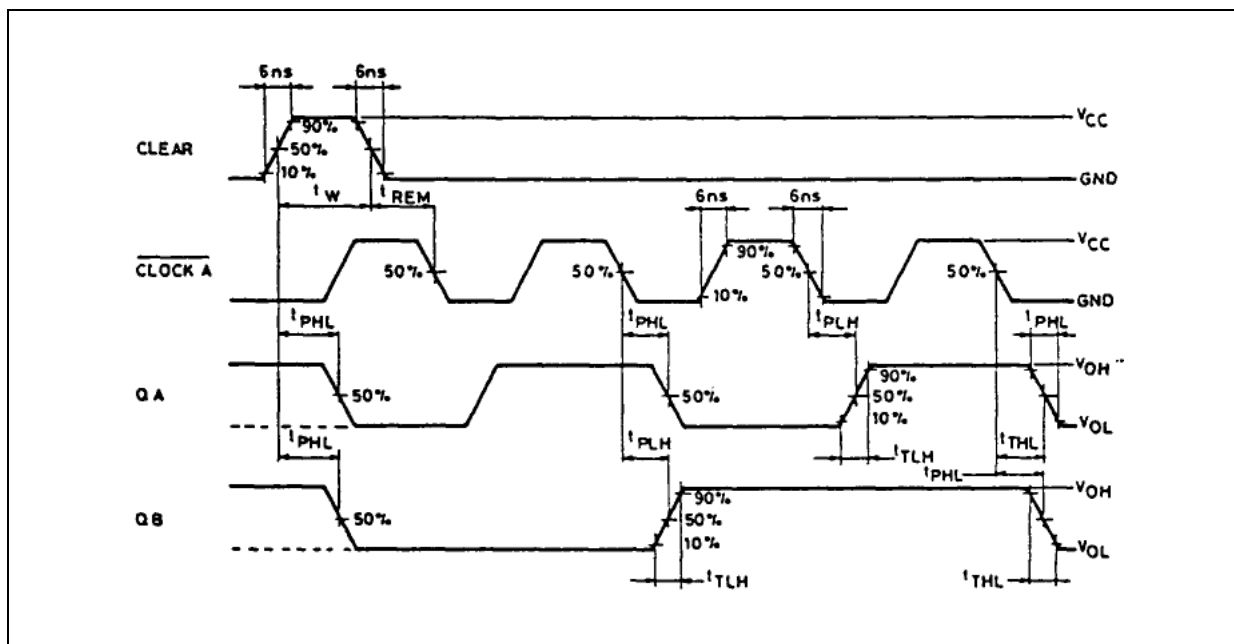 6ns 6ns
90% VCC
CLEAR 50%
10% GND
tW tREM
6ns 6ns
90% VCC
CLOCK A 50% 50% 50% 50%
10% GND
tPHL tPHL tPLH tPHL
90% VOH
QA 50% 50% 50%
10% VOL
tPHL tPLH tTLH tTHL
tPHL
90% VOH
QB 50% 50%
10% VOL
tTLH tTHL